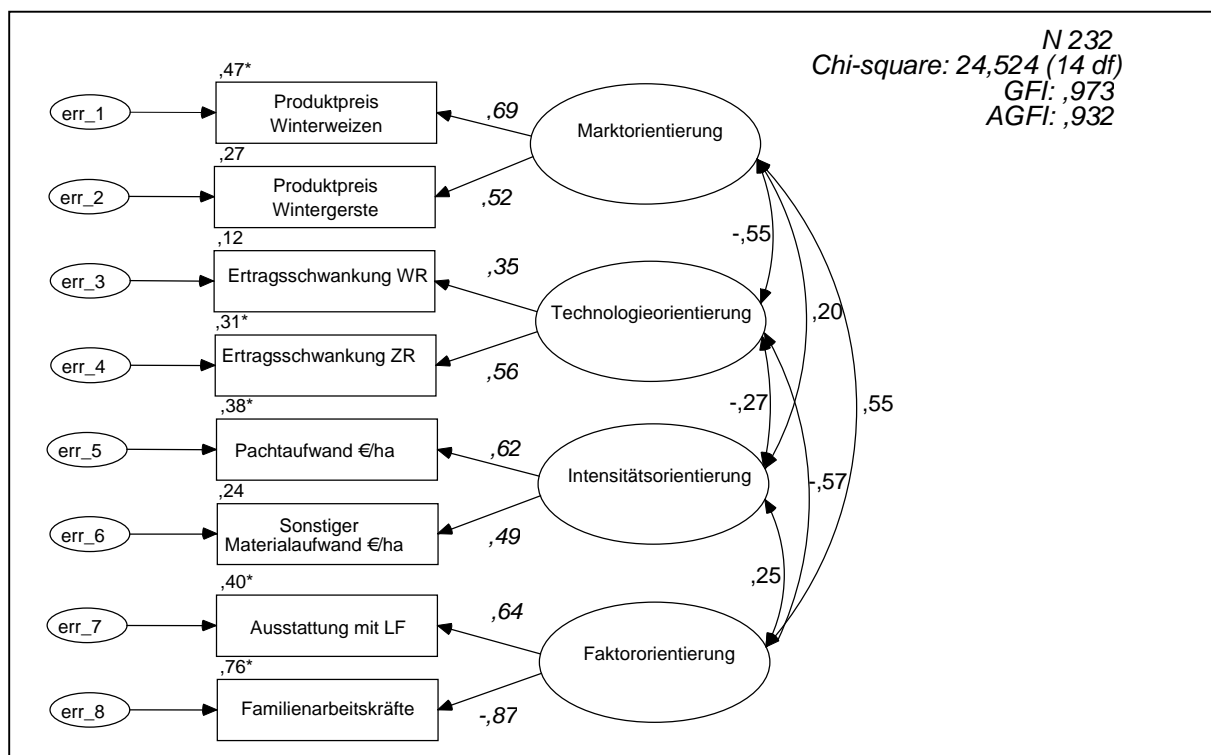 N 232
Chi-square: 24,524 (14 df)
GFI: ,973
AGFI: ,932
,47*
err_1
Produktpreis
Winterweizen
,69
Marktorientierung
,27
err_2
Produktpreis
Wintergerste
,52
-,55
,12
err_3
Ertragsschwankung WR
,35
Technologieorientierung
,20
,31*
err_4
Ertragsschwankung ZR
,56
-,27
,55
,38*
err_5
Pachtaufwand €/ha
,62
Intensitätsorientierung
-,57
,24
err_6
Sonstiger
Materialaufwand €/ha
,49
,25
,40*
err_7
Ausstattung mit LF
,64
Faktororientierung
,76*
err_8
Familienarbeitskräfte
-,87